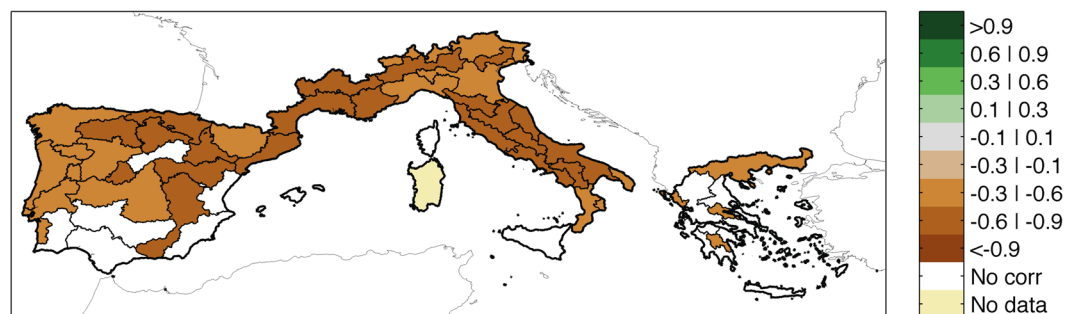 >0.9
0.6 | 0.9
0.3 | 0.6
0.1 | 0.3
-0.1 | 0.1
-0.3 | -0.1
-0.3 | -0.6
-0.6 | -0.9
<-0.9
No corr
No data